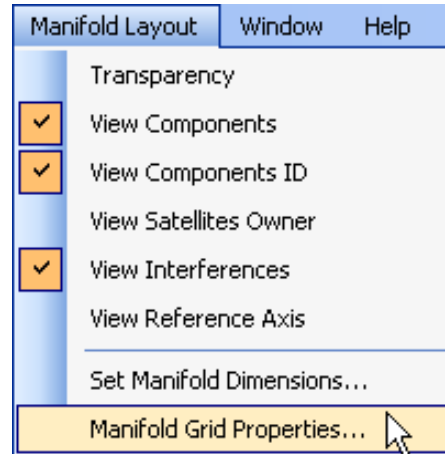 Manifold Layout Window Help
Transparency
View Components
View Components ID
View Satellites Owner
View Interferences
View Reference Axis
Set Manifold Dimensions...
Manifold Grid Properties...